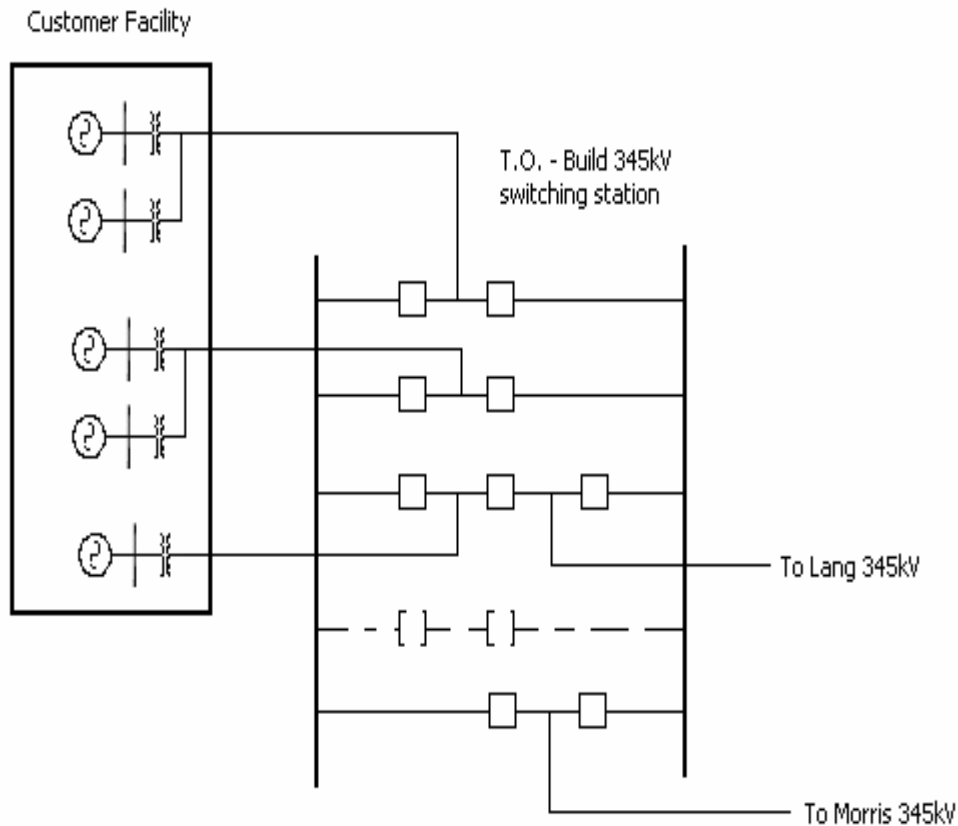 Customer Facility
T.O. - Build 345kV
switching station
To Lang 345kV
To Morris 345kV